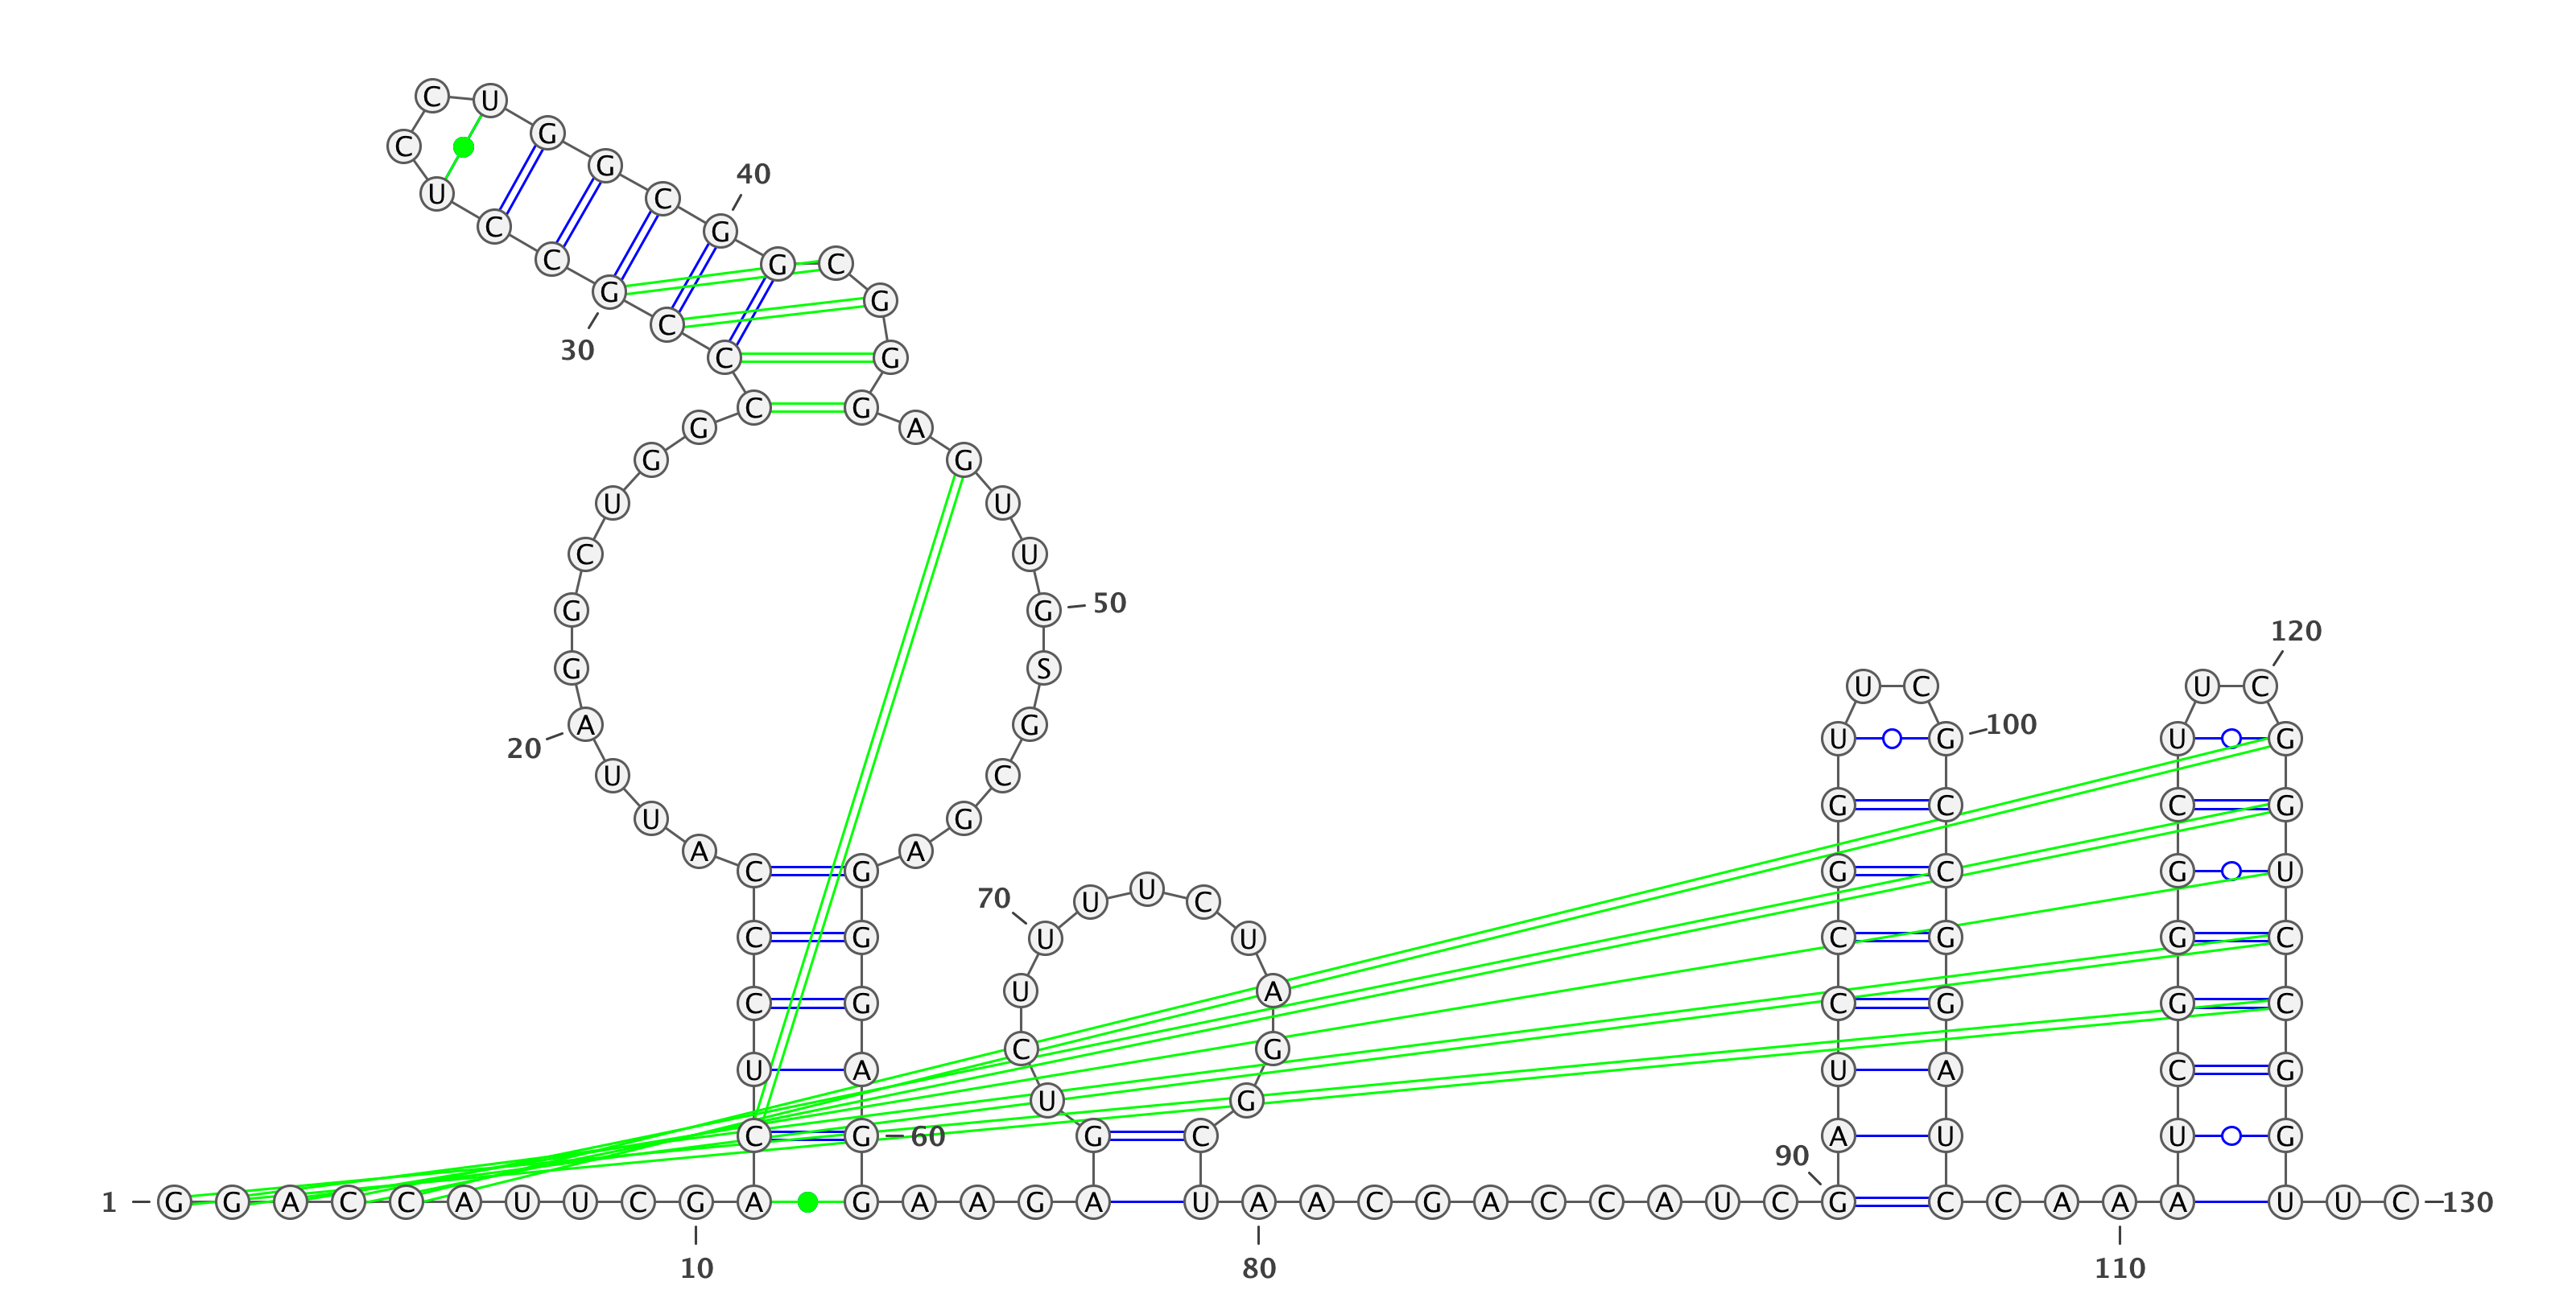 C U
G
C G
40
U C
C G
C G C
G G
C
30 C G
C G
G A
G G
U U
C U
G G 50
120
G S U C U C
A G U G 100 U G
20
U C
G C C G
U G
A A
C G U G C G U
70 U C
C G U U C G G C
U A
C G C G G C
C G
U A U A C G
U G
C G 60 G C A U U G
90
1 G G A C C A U U C G A G A A G A U A A C G A C C A U C G C C A A A U U C 130
10 80 110